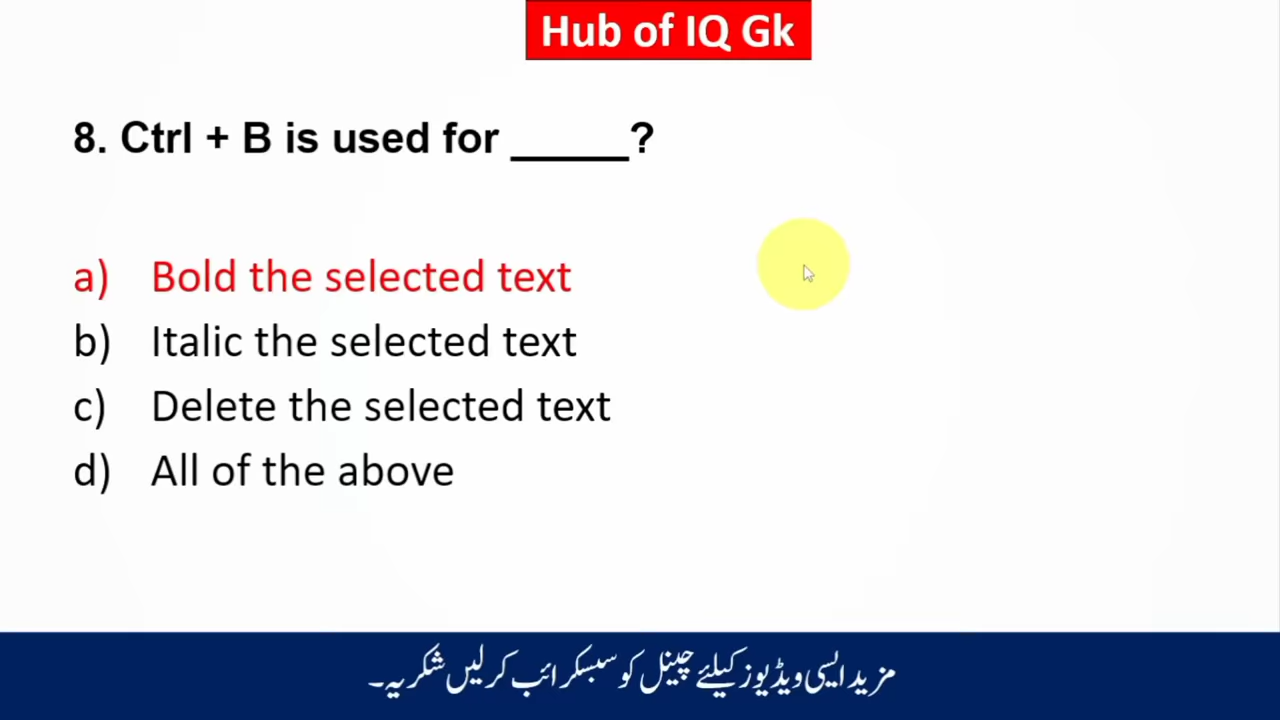 Hub of IQ Gk
8. Ctrl + B is used for _____?
a) Bold the selected text
b) Italic the selected text
c) Delete the selected text
d) All of the above
مزید ایسی ویڈیوز کیلئے چینل کو سبسکرائب کر لیں شکریہ۔